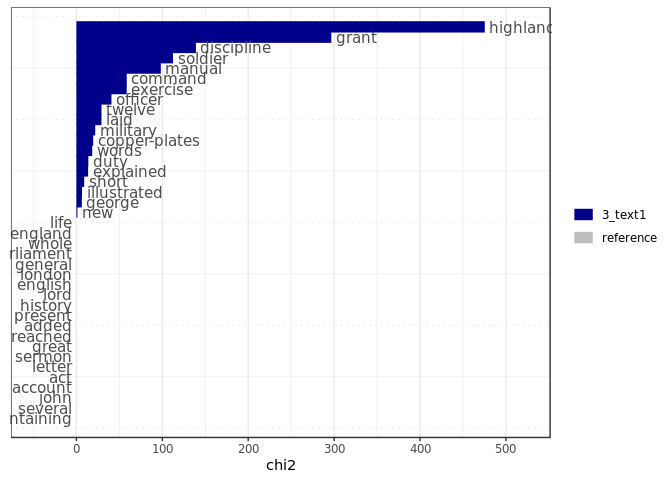 highland
grant
discipline
soldier
manual
command
exercise
officer
twelve
laid
military
copper-plates
words
duty
explained
short
illustrated
george
new
life
england
whole
rliament
general
london
english
lord
history
present
added
reached
great
sermon
letter
act
account
john
several
ntaining
0 100 200 300 400 500
chi2
3_text1
reference